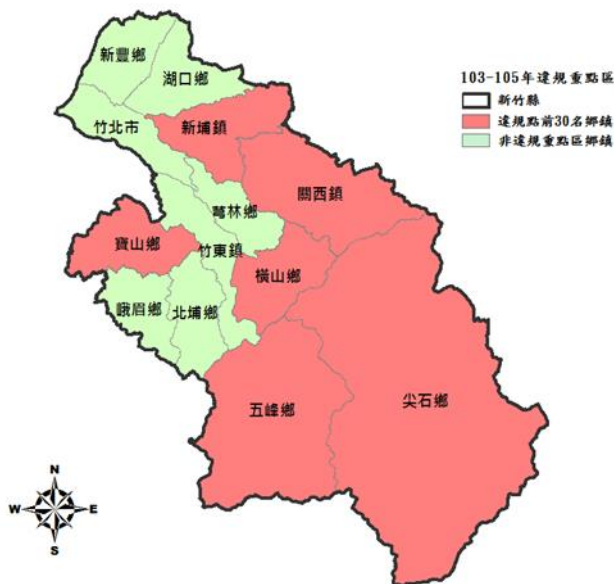 103-105年違規重點區
新竹縣
違規點前30名鄉鎮
非違規重點區鄉鎮
新豐鄉
湖口鄉
竹北市
新埔鎮
關西鎮
芎林鄉
寶山鄉
竹東鎮
橫山鄉
峨眉鄉
北埔鄉
五峰鄉
尖石鄉
N
W
E
S